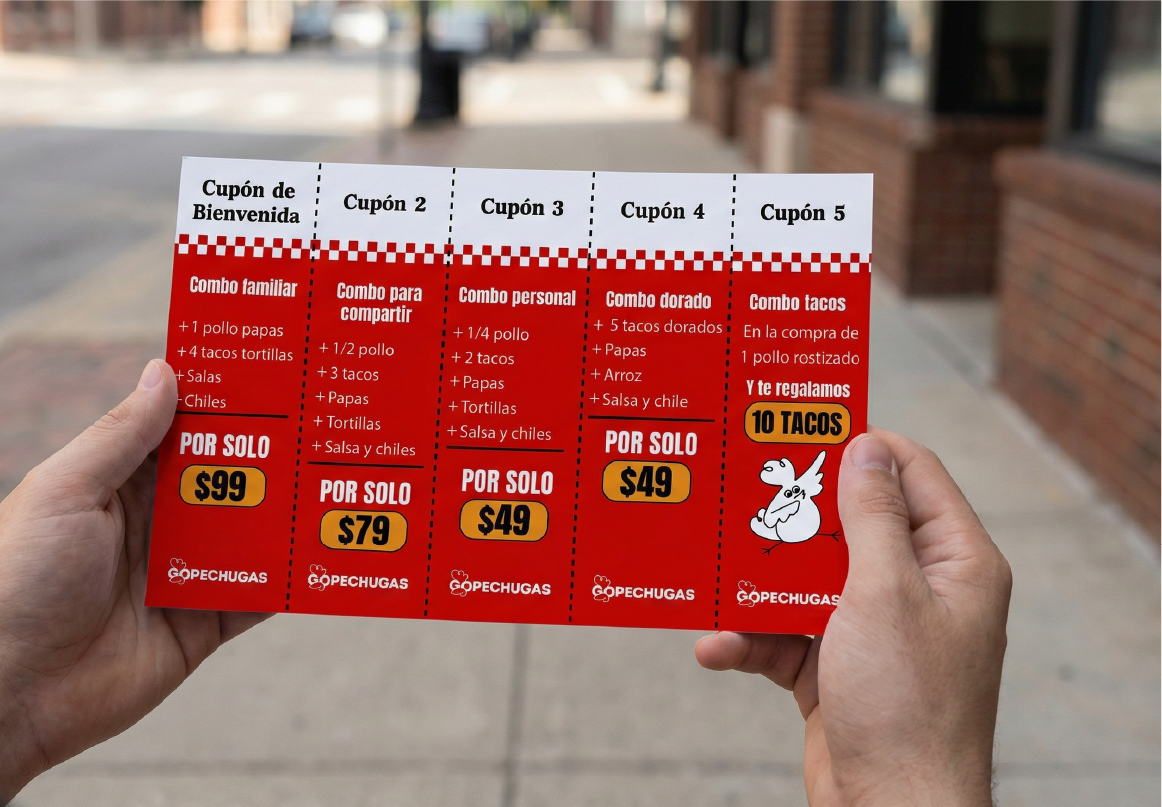 Cupón de
Bienvenida
Combo familiar
+ 1 pollo papas
+ 4 tacos tortillas
+ Salas
- Chiles
POR SOLO
$99
GOPECHUGAS
Cupón 2
Combo para
compartir
+ 1/2 pollo
+ 3 tacos
+ Papas
+ Tortillas
+ Salsa y chiles
POR SOLO
$79
GOPECHUGAS
Cupón 3
Combo personal
+ 1/4 pollo
+ 2 tacos
+ Papas
+ Tortillas
+ Salsa y chiles
POR SOLO
$49
GOPECHUGAS
Cupón 4
Combo dorado
+ 5 tacos dorados
+ Papas
+ Arroz
+ Salsa y chile
POR SOLO
$49
GOPECHUGAS
Cupón 5
Combo tacos
En la compra de
1 pollo rostizado
Y te regalamos
10 TACOS
GOPECHUGAS